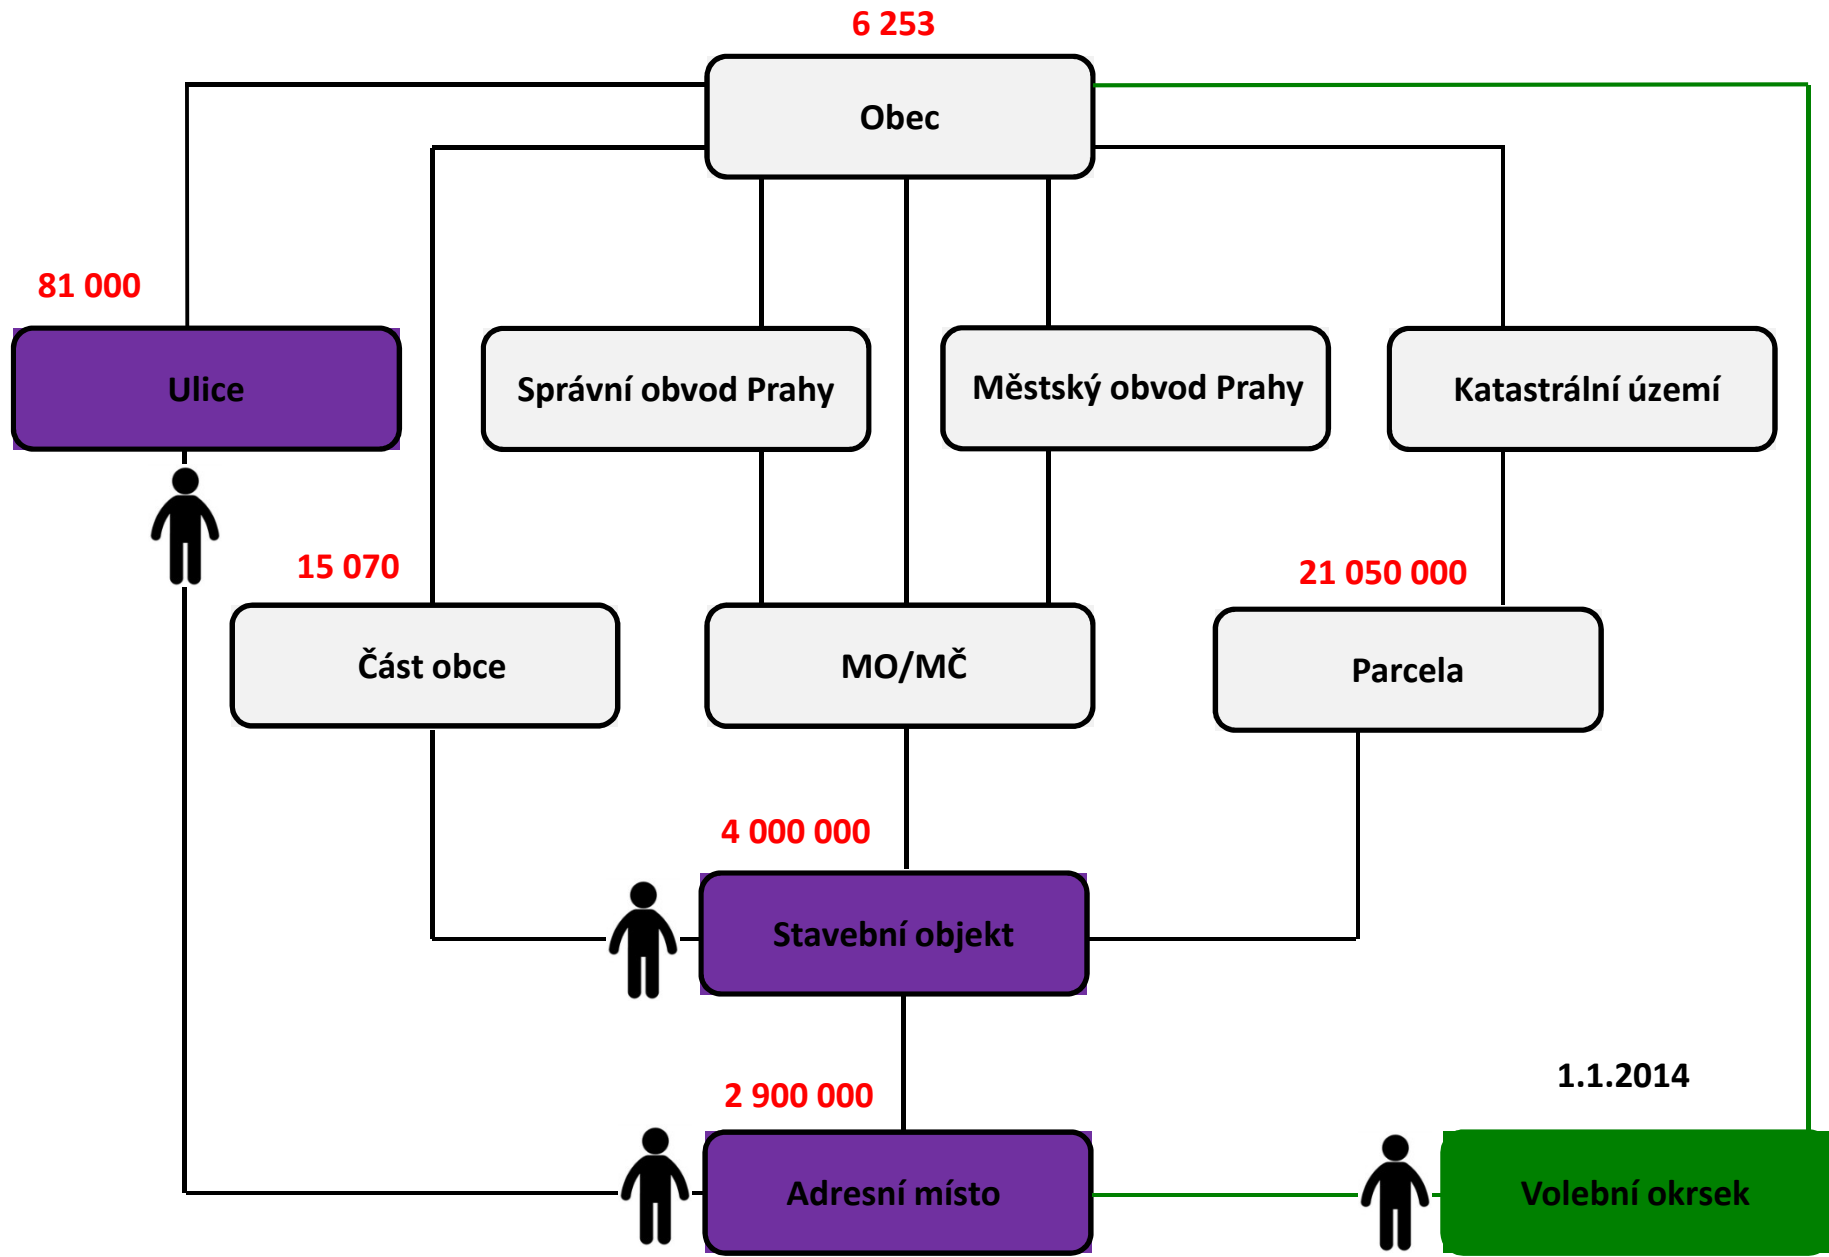 6 253
Obec
81 000
Ulice
Správní obvod Prahy
Městský obvod Prahy
Katastrální území
15 070
21 050 000
Část obce
MO/MČ
Parcela
4 000 000
Stavební objekt
1.1.2014
2 900 000
Adresní místo
Volební okrsek